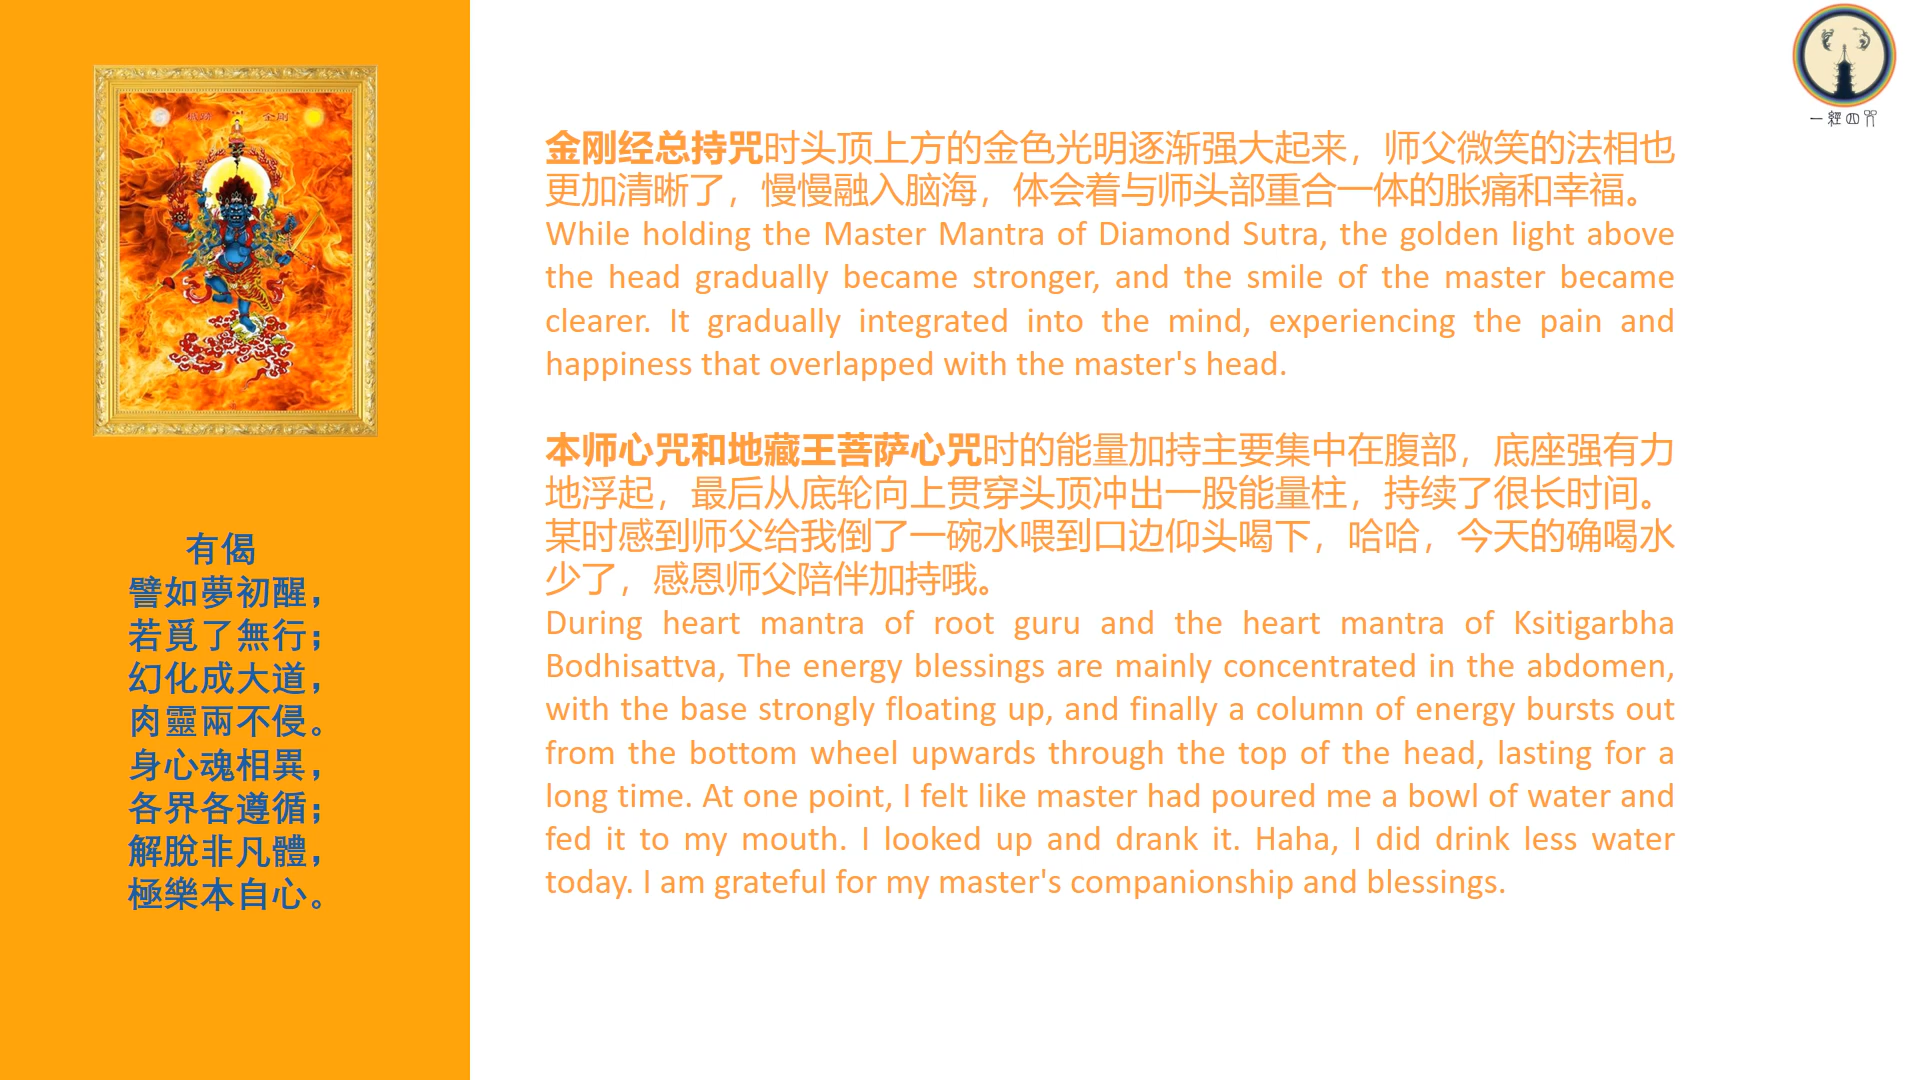 金刚
一經四咒
金刚经总持咒时头顶上方的金色光明逐渐强大起来，师父微笑的法相也
更加清晰了，慢慢融入脑海，体会着与师头部重合一体的胀痛和幸福。
While holding the Master Mantra of Diamond Sutra, the golden light above
the head gradually became stronger, and the smile of the master became
clearer. It gradually integrated into the mind, experiencing the pain and
happiness that overlapped with the master's head.
本师心咒和地藏王菩萨心咒时的能量加持主要集中在腹部，底座强有力
地浮起，最后从底轮向上贯穿头顶冲出一股能量柱，持续了很长时间。
某时感到师父给我倒了一碗水喂到口边仰头喝下，哈哈，今天的确喝水
少了，感恩师父陪伴加持哦。
During heart mantra of root guru and the heart mantra of Ksitigarbha
Bodhisattva, The energy blessings are mainly concentrated in the abdomen,
with the base strongly floating up, and finally a column of energy bursts out
from the bottom wheel upwards through the top of the head, lasting for a
long time. At one point, I felt like master had poured me a bowl of water and
fed it to my mouth. I looked up and drank it. Haha, I did drink less water
today. I am grateful for my master's companionship and blessings.
有偈
譬如夢初醒，
若覓了無行；
幻化成大道，
肉靈兩不侵。
身心魂相異，
各界各遵循；
解脫非凡體，
極樂本自心。